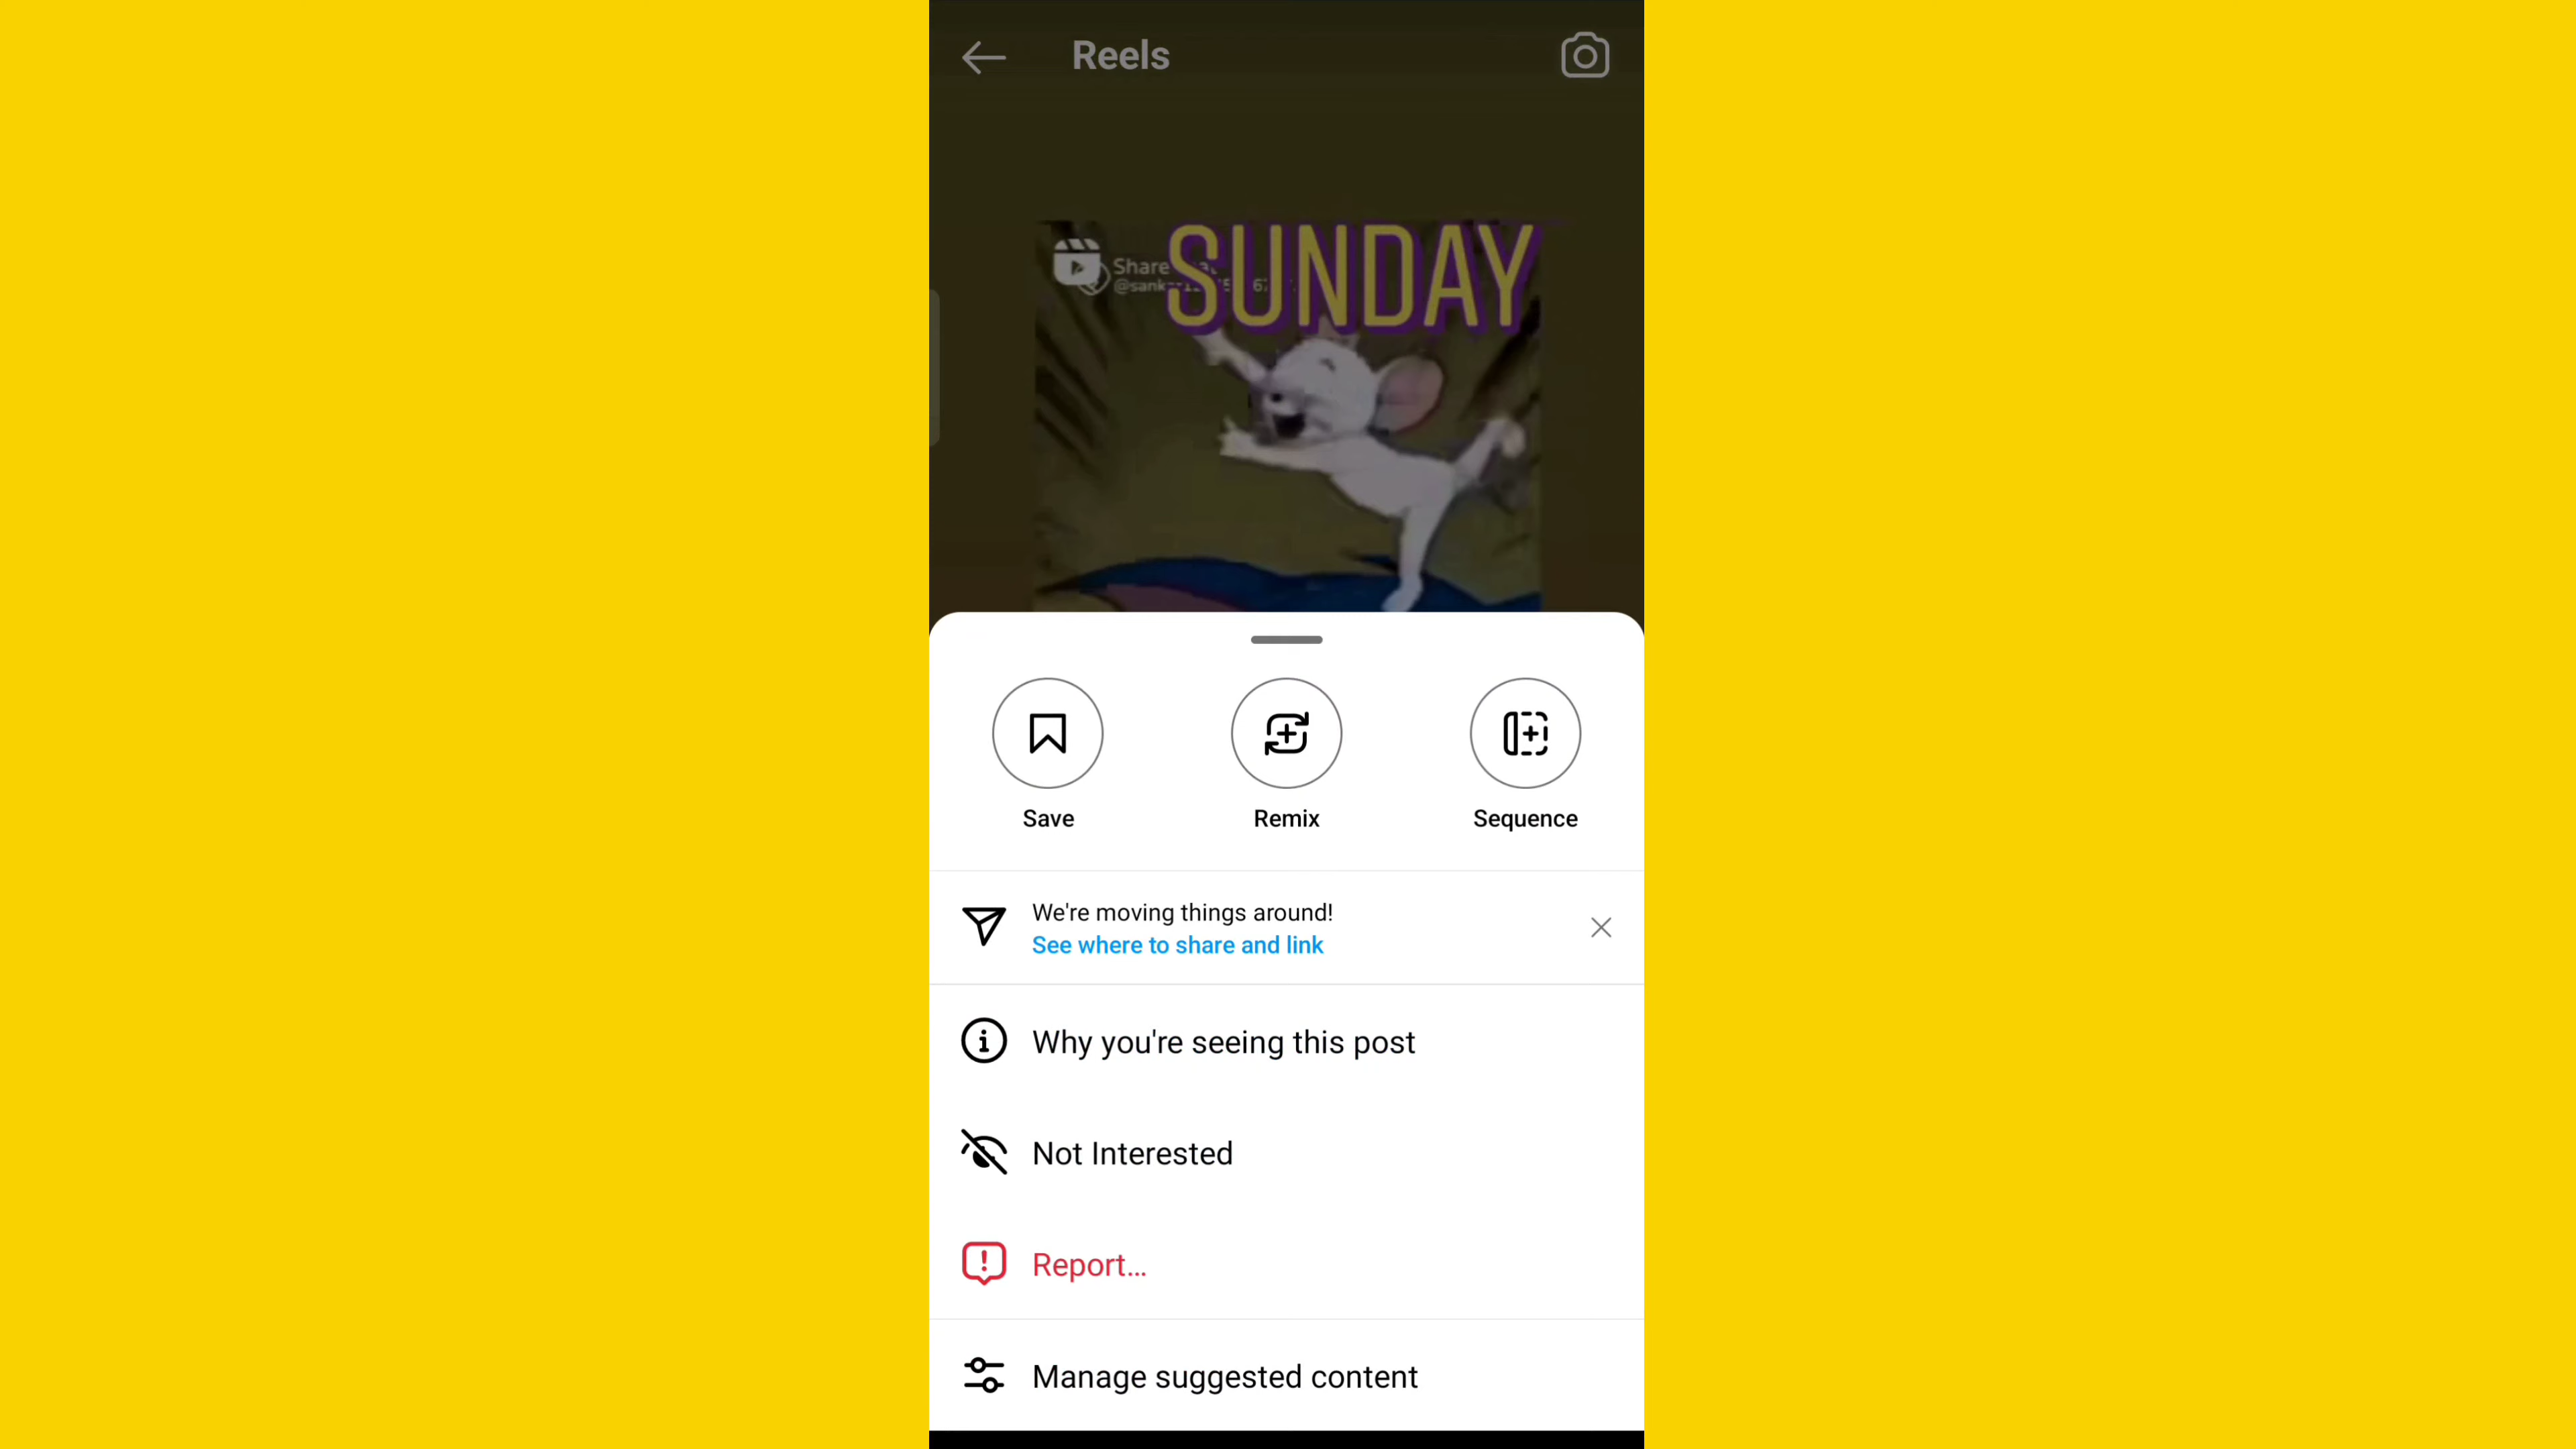 Reels
SUNDAY
Share
Save
Remix
Sequence
We're moving things around!
See where to share and link
Why you're seeing this post
Not Interested
Report...
Manage suggested content